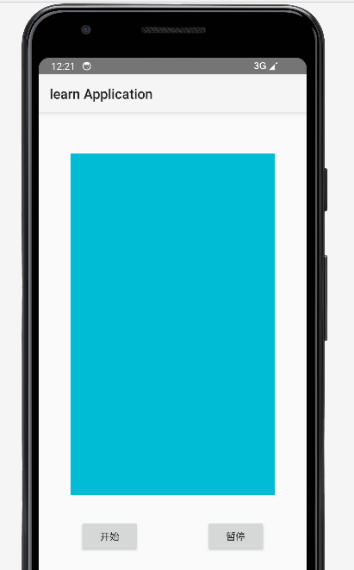 12:21 3G
learn Application
开始 暂停